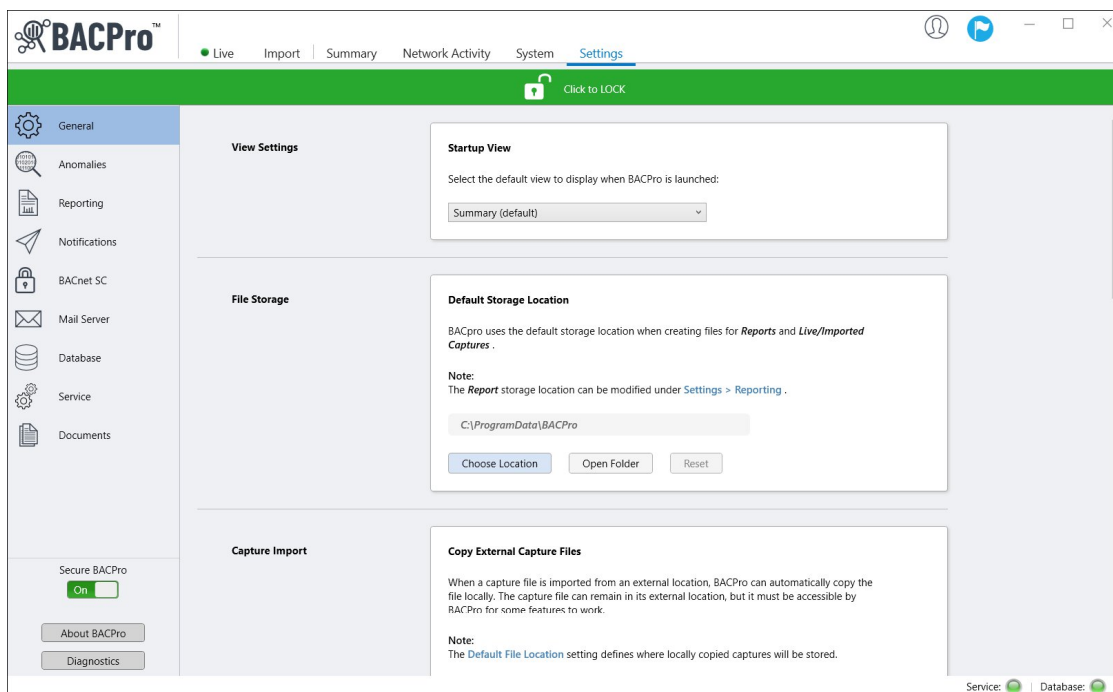 BACPro™
Live Import Summary Network Activity System Settings
Click to LOCK
General
Anomalies
Reporting
Notifications
BACnet SC
Mail Server
Database
Service
Documents
Secure BACPro
On
About BACPro
Diagnostics
View Settings
Startup View
Select the default view to display when BACPro is launched:
Summary (default)
File Storage
Default Storage Location
BACpro uses the default storage location when creating files for Reports and Live/Imported
Captures .
Note:
The Report storage location can be modified under Settings > Reporting .
C:\ProgramData\BACPro
Choose Location Open Folder Reset
Capture Import
Copy External Capture Files
When a capture file is imported from an external location, BACPro can automatically copy the
file locally. The capture file can remain in its external location, but it must be accessible by
BACPro for some features to work.
Note:
The Default File Location setting defines where locally copied captures will be stored.
Service: | Database: